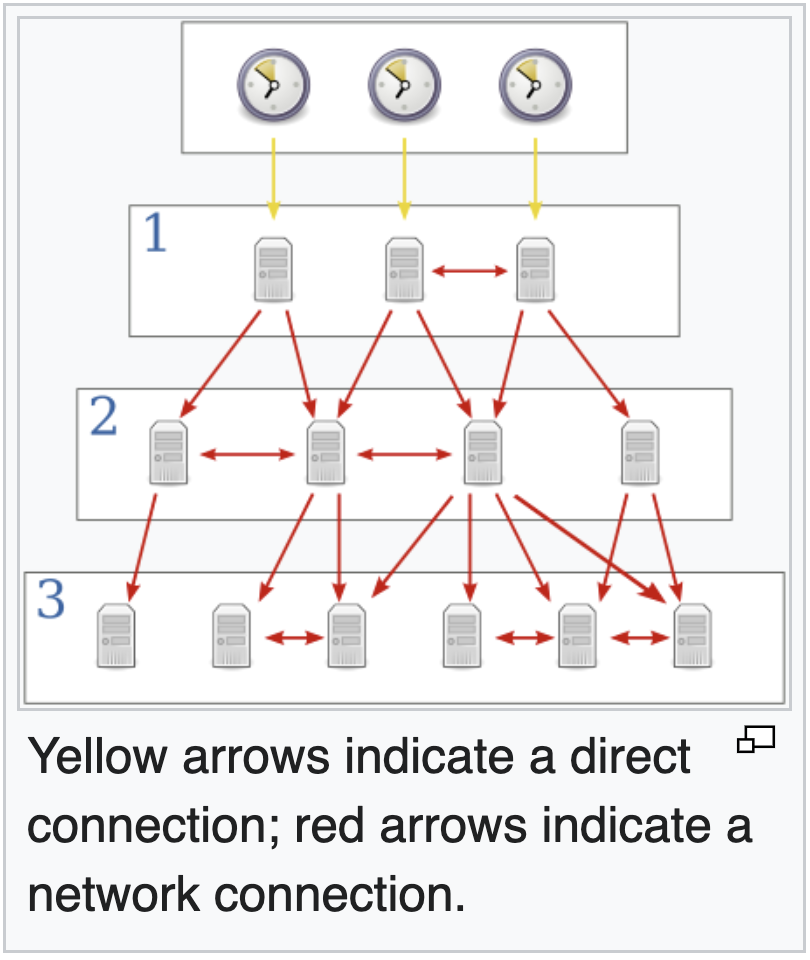 1
2
3
Yellow arrows indicate a direct
connection; red arrows indicate a
network connection.